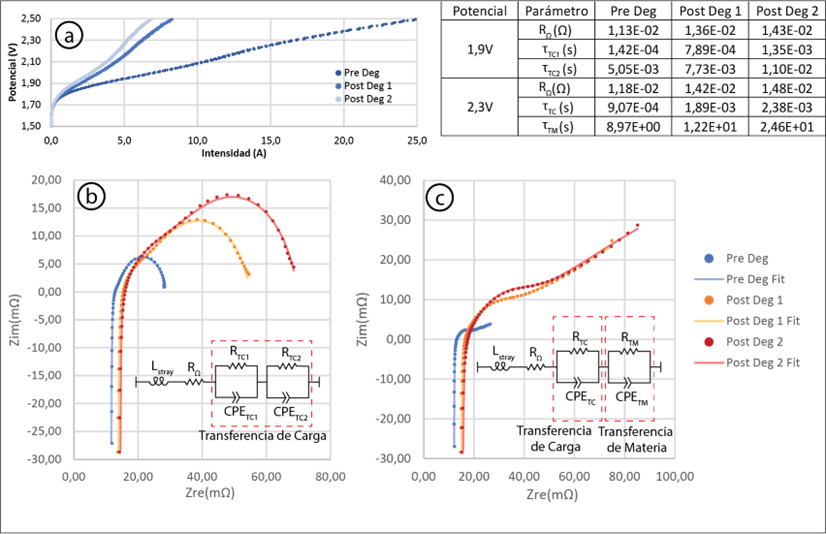 a
Potencial (V)
2,50
2,30
2,10
1,90
1,70
1,50
0,0
5,0
10,0
15,0
20,0
25,0
Intensidad (A)
Pre Deg
Post Deg 1
Post Deg 2
Potencial Parámetro Pre Deg Post Deg 1 Post Deg 2
1,9V
RΩ(Ω) 1,13E-02 1,36E-02 1,43E-02
τTC1(s) 1,42E-04 7,89E-04 1,35E-03
τTC2(s) 5,05E-03 7,73E-03 1,10E-02
2,3V
RΩ(Ω) 1,18E-02 1,42E-02 1,48E-02
τTC(s) 9,07E-04 1,89E-03 2,38E-03
τTM(s) 8,97E+00 1,22E+01 2,46E+01
b
Zim(mΩ)
20,00
15,00
10,00
5,00
0,00
-5,00
-10,00
-15,00
-20,00
-25,00
-30,00
0,00
20,00
40,00
60,00
80,00
Zre(mΩ)
Lstray
RΩ
RTC1
RTC2
CPETC1
CPETC2
Transferencia de Carga
c
Zim(mΩ)
40,00
30,00
20,00
10,00
0,00
-10,00
-20,00
-30,00
0,00
20,00
40,00
60,00
80,00
100,00
Zre(mΩ)
Lstray
RΩ
RTC
RTM
CPETC
CPETM
Transferencia
de Carga
Transferencia
de Materia
Pre Deg
Pre Deg Fit
Post Deg 1
Post Deg 1 Fit
Post Deg 2
Post Deg 2 Fit